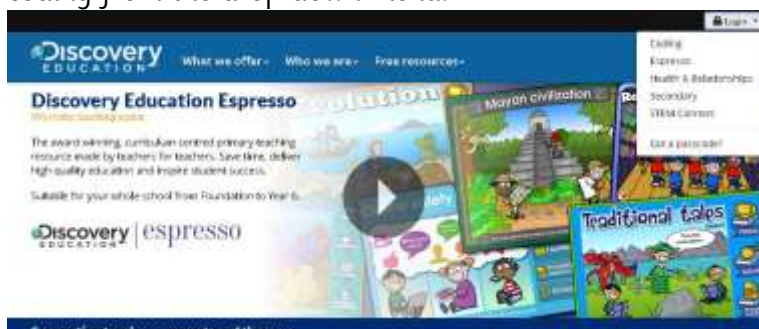 Login
Coding
Espresso
Health & Relationships
Secondary
STEM Connect
Got a passcode?
Discovery
EDUCATION
What we offer
Who we are
Free resources
Discovery Education Espresso
The award-winning, curriculum-centred primary teaching
resource made by teachers for teachers. Save time, deliver
high-quality education and inspire student success.
Suitable for your whole school from Foundation to Year 6.
Discovery
EDUCATION
espresso
Evolution
Mayan civilization
Traditional tales